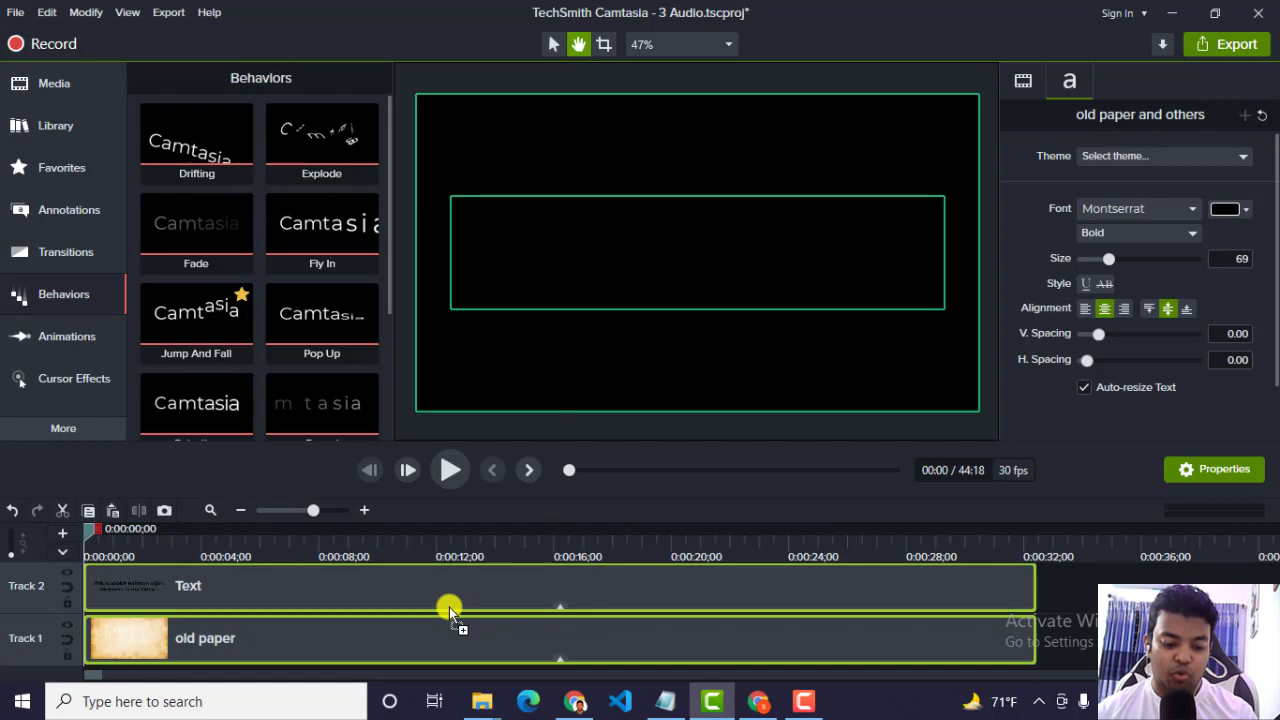 File Edit Modify View Export Help
TechSmith Camtasia - 3 Audio.tscproj*
Sign In
Record
47%
Export
Media
Library
Favorites
Annotations
Transitions
Behaviors
Animations
Cursor Effects
More
Behaviors
Camtasia Camtasia
Drifting Explode
Camtasia Camtasia
Fade Fly In
Camtasia Camtasia
Jump And Fall Pop Up
Camtasia m t a s i a
a
old paper and others
Theme Select theme...
Font Montserrat
Bold
Size 69
Style U AB
Alignment
V. Spacing 0.00
H. Spacing 0.00
Auto-resize Text
00:00 / 44:18 30 fps
Properties
0:00:00;00
0:00:00;00 0:00:04;00 0:00:08;00 0:00:12;00 0:00:16;00 0:00:20;00 0:00:24;00 0:00:28;00 0:00:32;00 0:00:36;00
Track 2 Text
Track 1 old paper
Activate Wi
Go to Settings
Type here to search
71°F